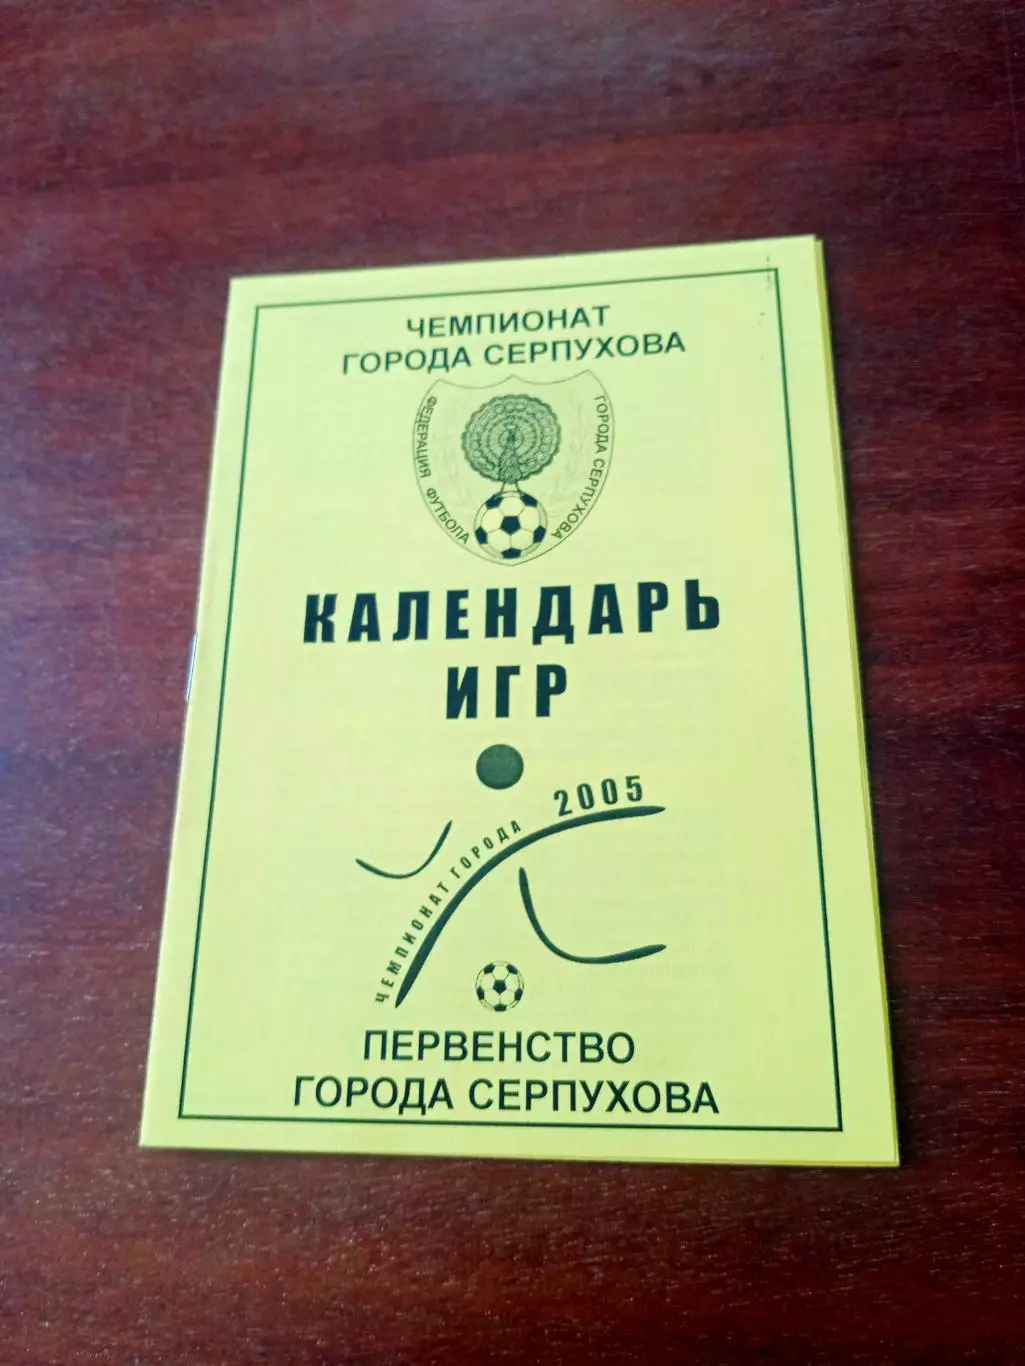 ЧЕМПИОНАТ
ГОРОДА СЕРПУХОВА
ФЕДЕРАЦИЯ ФУТБОЛА
ГОРОДА СЕРПУХОВА
КАЛЕНДАРЬ
ИГР
ЧЕМПИОНАТ ГОРОДА 2005
ПЕРВЕНСТВО
ГОРОДА СЕРПУХОВА